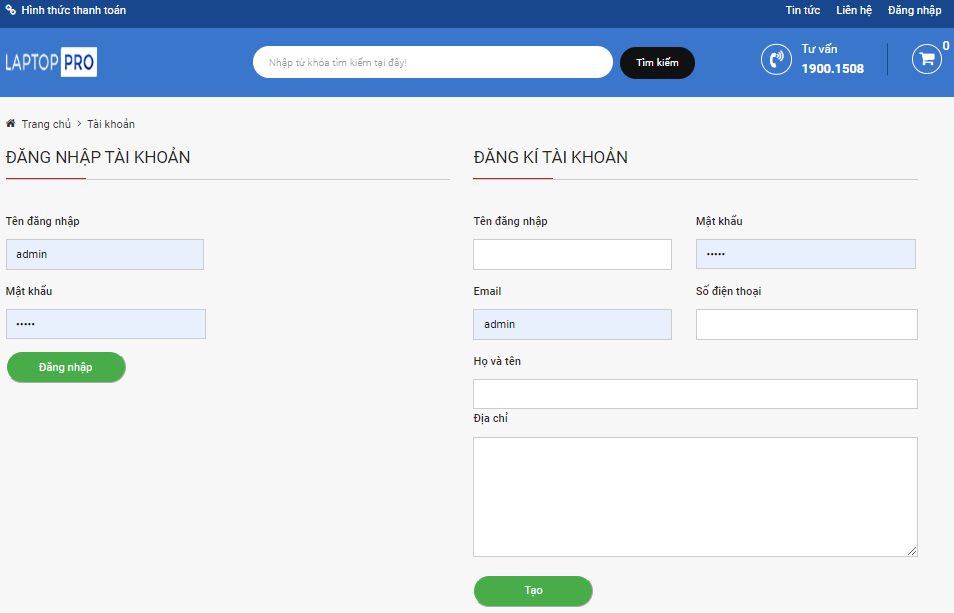 Hình thức thanh toán
Tin tức Liên hệ Đăng nhập
LAPTOP PRO
Nhập từ khóa tìm kiếm tại đây!
Tìm kiếm
Tư vấn
1900.1508
0
Trang chủ > Tài khoản
ĐĂNG NHẬP TÀI KHOẢN
Tên đăng nhập
admin
Mật khẩu
•••••
Đăng nhập
ĐĂNG KÍ TÀI KHOẢN
Tên đăng nhập
Mật khẩu
•••••
Email
admin
Số điện thoại
Họ và tên
Địa chỉ
Tạo